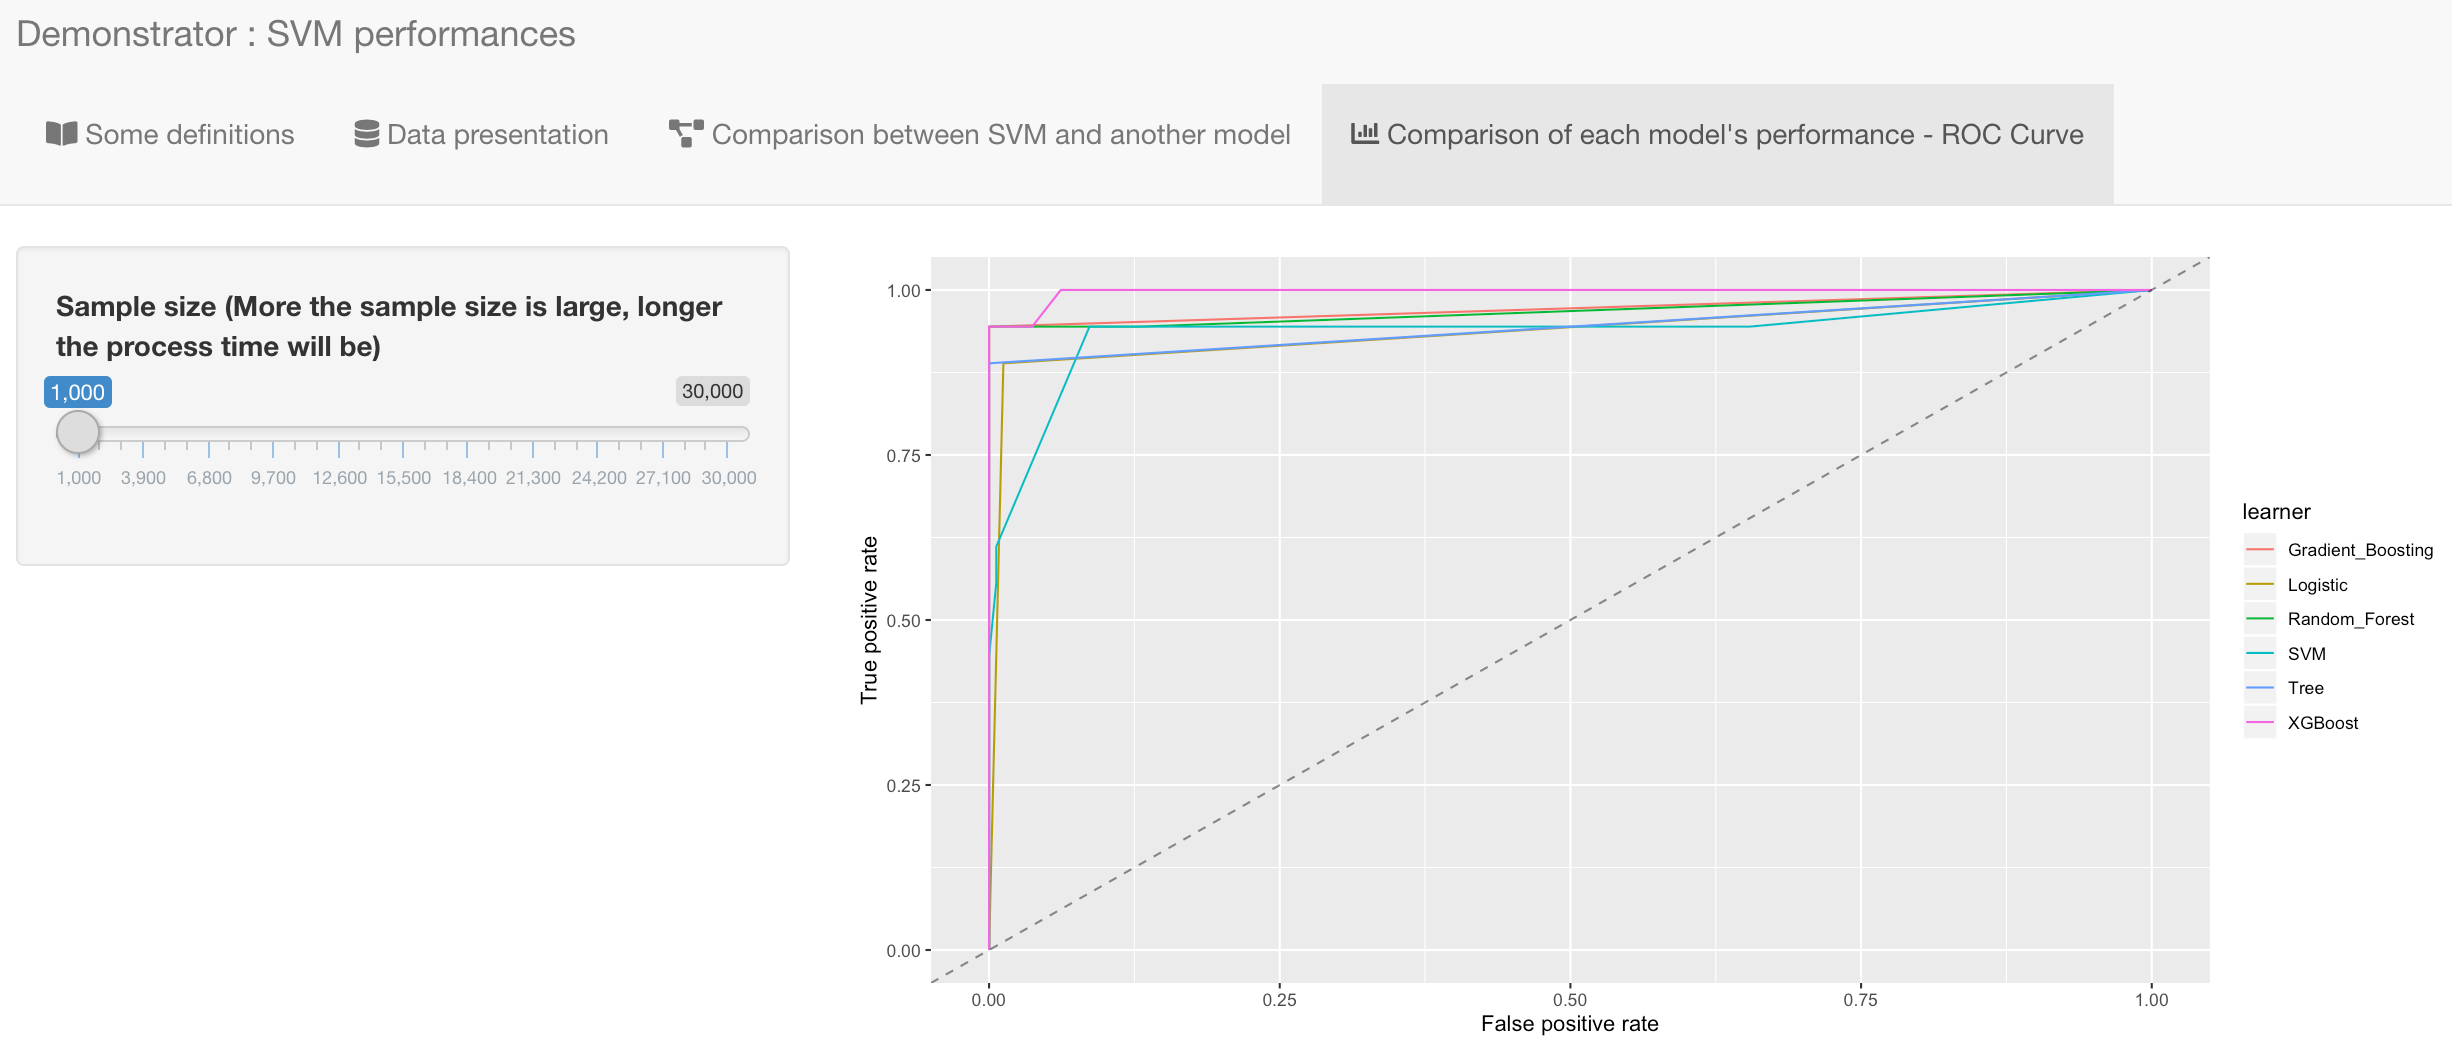 Demonstrator : SVM performances
Some definitions
Data presentation
Comparison between SVM and another model
Comparison of each model's performance - ROC Curve
Sample size (More the sample size is large, longer
the process time will be)
1,000
30,000
1,000 3,900 6,800 9,700 12,600 15,500 18,400 21,300 24,200 27,100 30,000
True positive rate
1.00
0.75
0.50
0.25
0.00
0.00 0.25 0.50 0.75 1.00
False positive rate
learner
Gradient_Boosting
Logistic
Random_Forest
SVM
Tree
XGBoost